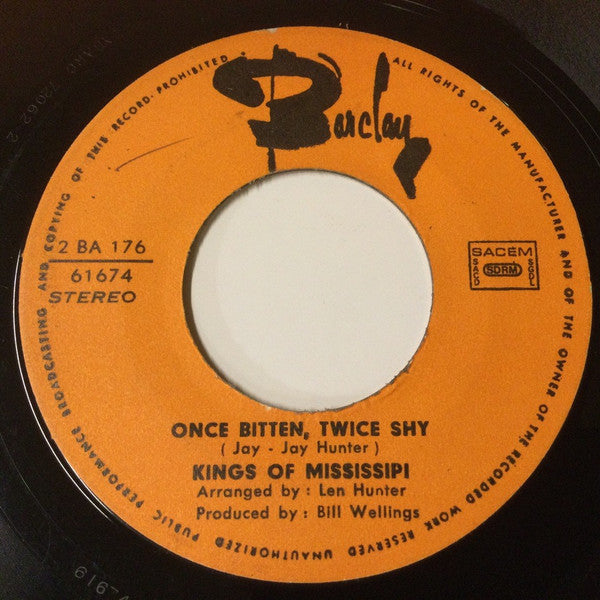 Barclay
ALL RIGHTS OF THE MANUFACTURER AND OF THE OWNER OF THE RECORDED WORK RESERVED UNAUTHORIZED PUBLIC PERFORMANCE BROADCASTING AND COPYING OF THIS RECORD-PROHIBITED
2 BA 176
61674
STEREO
SACEM
SACD SDRM SGDL
ONCE BITTEN, TWICE SHY
( Jay - Jay Hunter )
KINGS OF MISSISSIPI
Arranged by : Len Hunter
Produced by : Bill Wellings